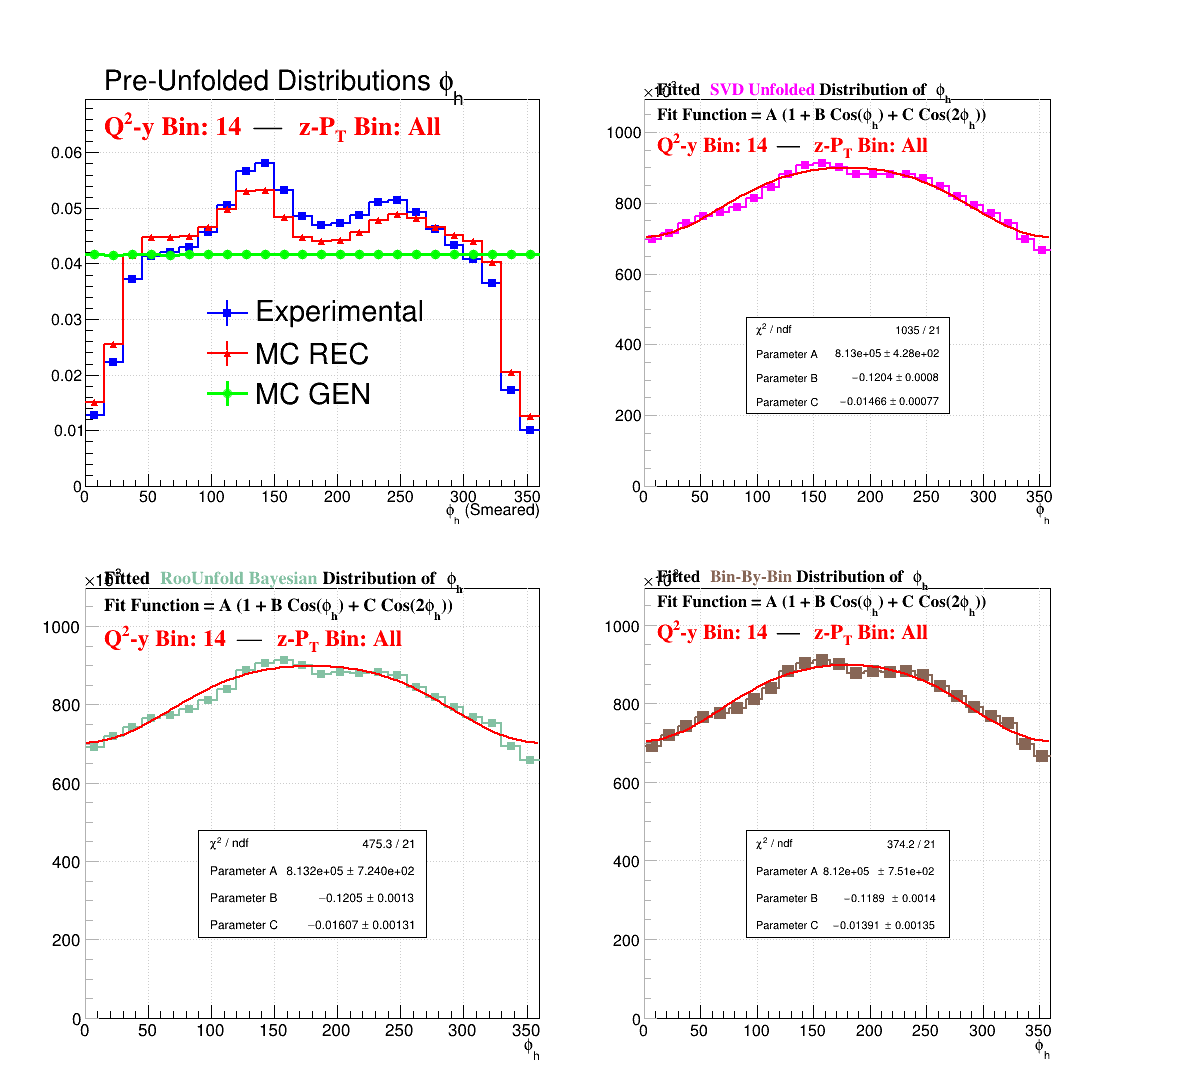 Pre-Unfolded Distributions ϕh
Q²-y Bin: 14 — z-PT Bin: All
0.06
0.05
0.04
0.03
0.02
0.01
0
Experimental
MC REC
MC GEN
0 50 100 150 200 250 300 350
ϕh (Smeared)
Fitted SVD Unfolded Distribution of ϕh
Fit Function = A (1 + B Cos(ϕh) + C Cos(2ϕh))
Q²-y Bin: 14 — z-PT Bin: All
1000
800
600
400
200
0
χ² / ndf 1035 / 21
Parameter A 8.13e+05 ± 4.28e+02
Parameter B −0.1204 ± 0.0008
Parameter C −0.01466 ± 0.00077
0 50 100 150 200 250 300 350
ϕh
Fitted RooUnfold Bayesian Distribution of ϕh
Fit Function = A (1 + B Cos(ϕh) + C Cos(2ϕh))
Q²-y Bin: 14 — z-PT Bin: All
1000
800
600
400
200
0
χ² / ndf 475.3 / 21
Parameter A 8.132e+05 ± 7.240e+02
Parameter B −0.1205 ± 0.0013
Parameter C −0.01607 ± 0.00131
0 50 100 150 200 250 300 350
ϕh
Fitted Bin-By-Bin Distribution of ϕh
Fit Function = A (1 + B Cos(ϕh) + C Cos(2ϕh))
Q²-y Bin: 14 — z-PT Bin: All
1000
800
600
400
200
0
χ² / ndf 374.2 / 21
Parameter A 8.12e+05 ± 7.51e+02
Parameter B −0.1189 ± 0.0014
Parameter C −0.01391 ± 0.00135
0 50 100 150 200 250 300 350
ϕh